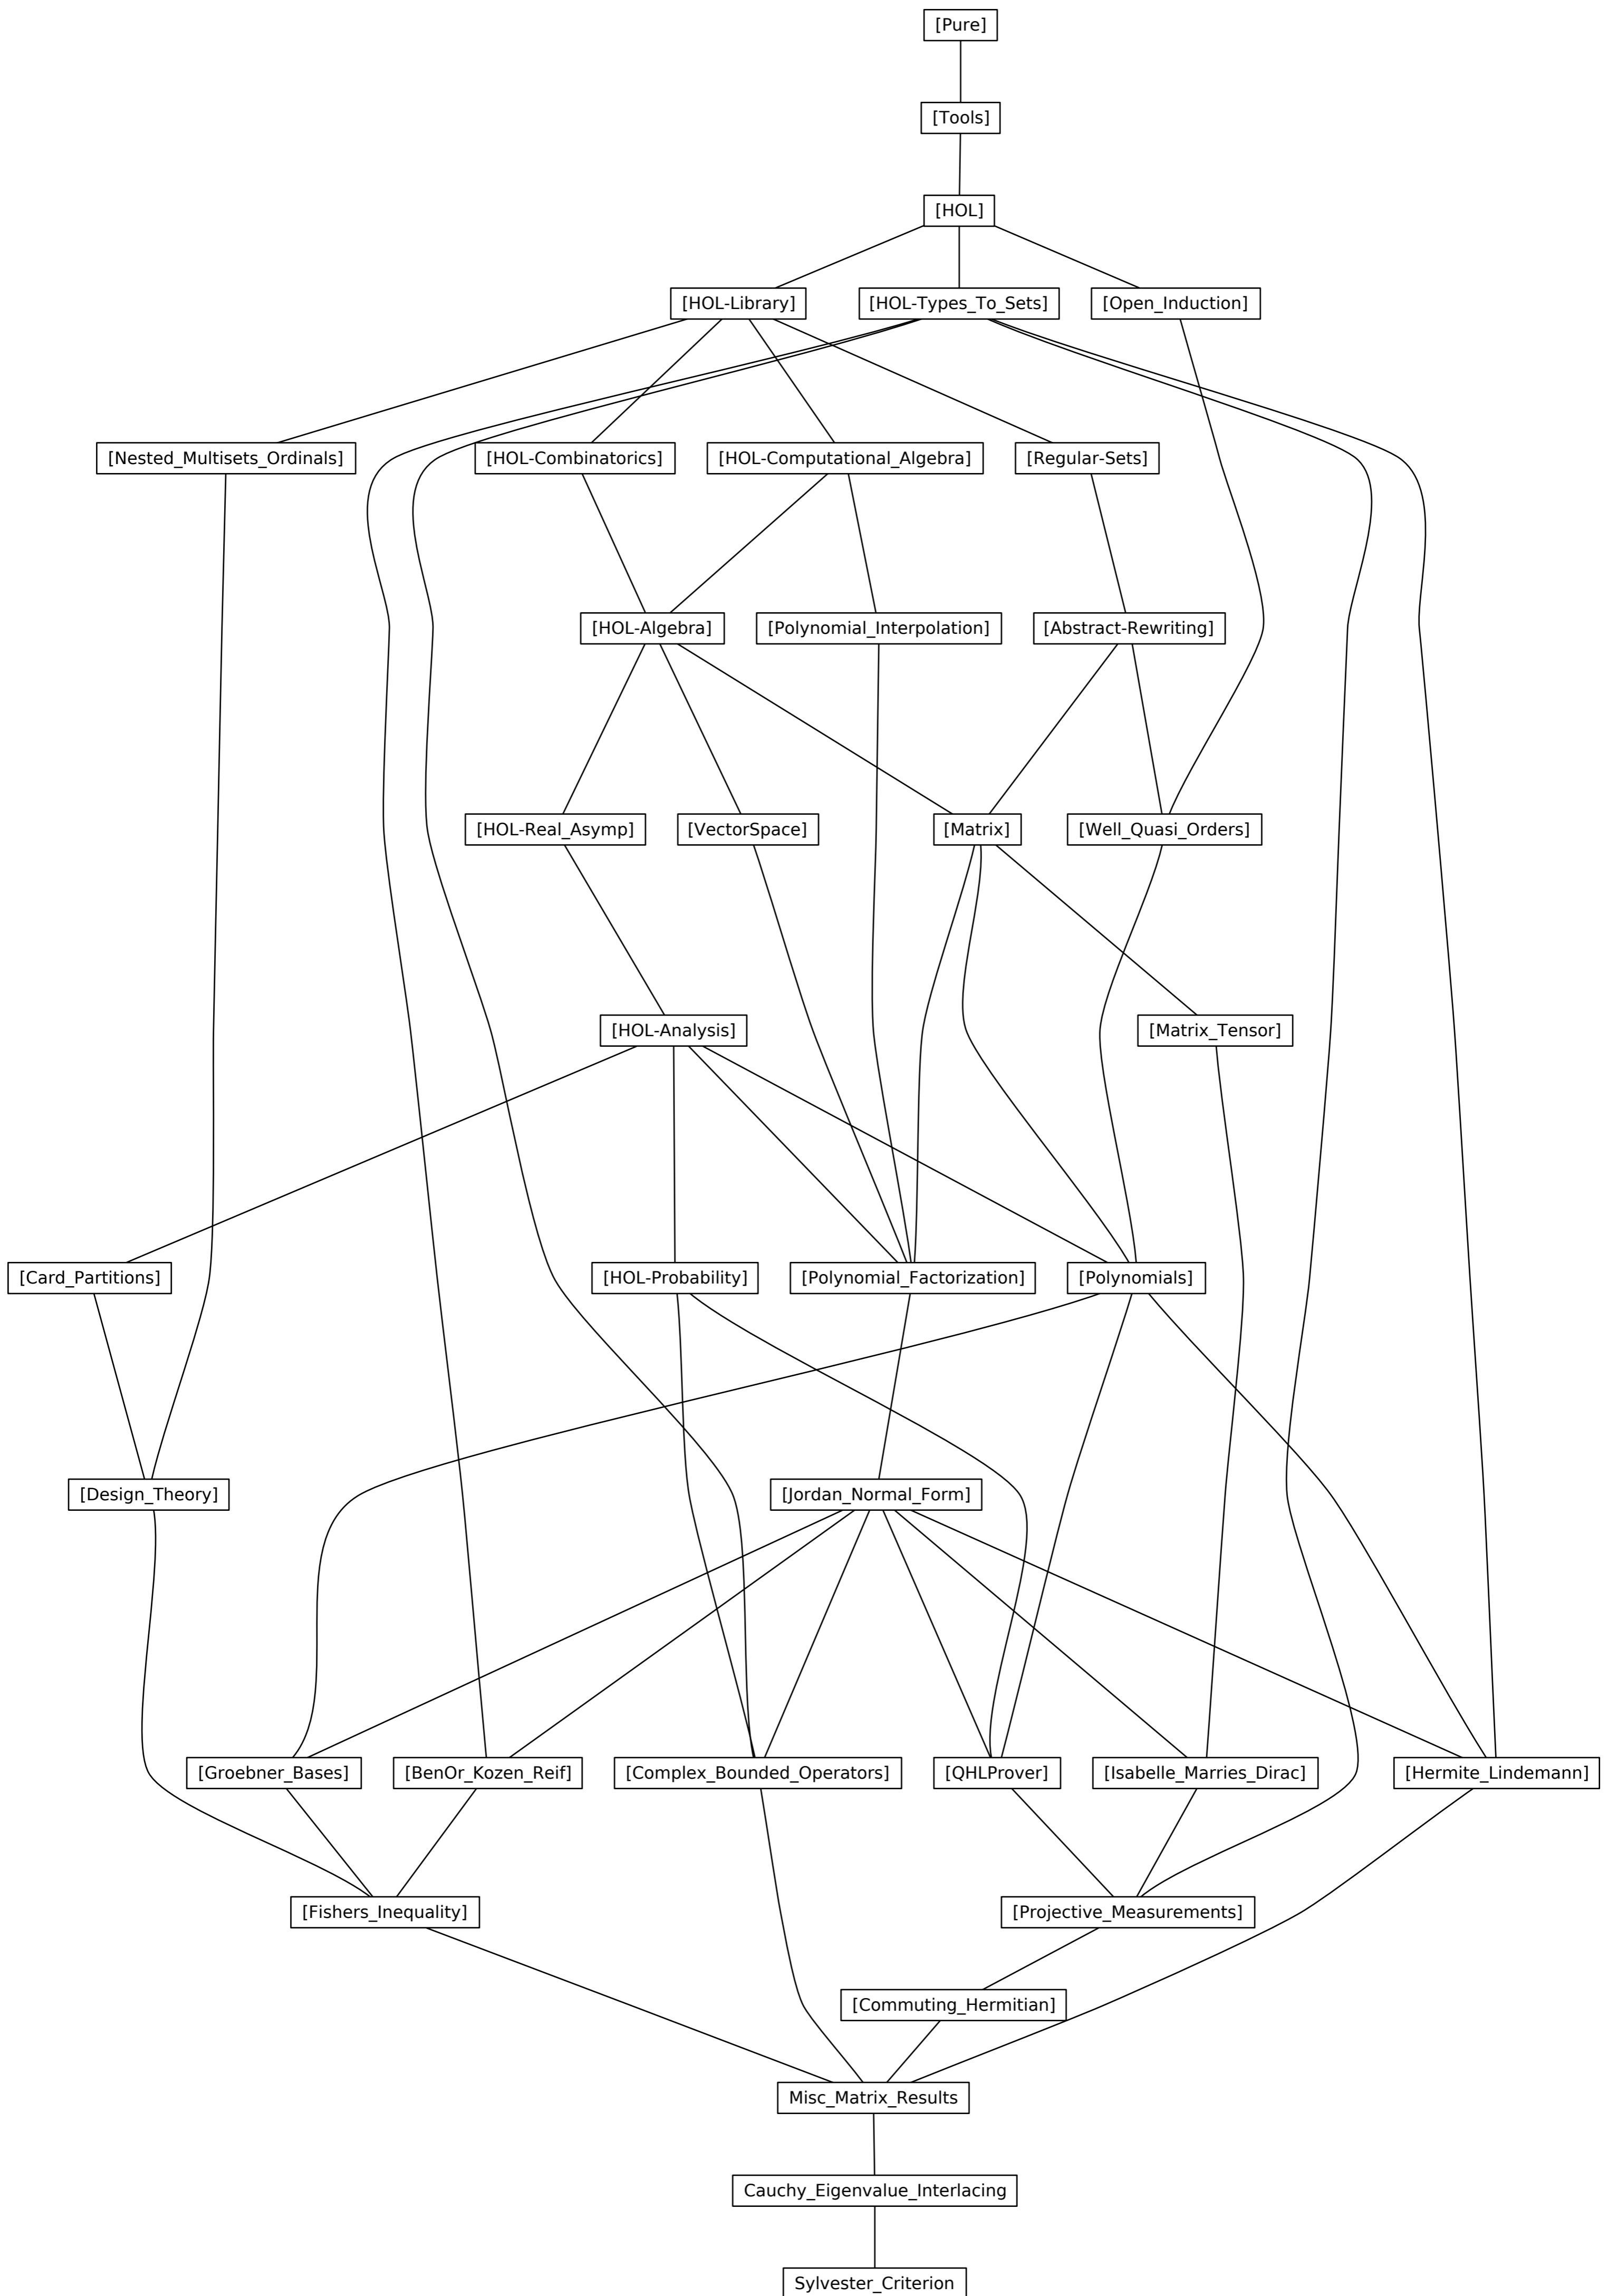 [Pure]
[Tools]
[HOL]
[HOL-Library]
[HOL-Types_To_Sets]
[Open_Induction]
[Nested_Multisets_Ordinals]
[HOL-Combinatorics]
[HOL-Computational_Algebra]
[Regular-Sets]
[HOL-Algebra]
[Polynomial_Interpolation]
[Abstract-Rewriting]
[HOL-Real_Asymp]
[VectorSpace]
[Matrix]
[Well_Quasi_Orders]
[HOL-Analysis]
[Matrix_Tensor]
[Card_Partitions]
[HOL-Probability]
[Polynomial_Factorization]
[Polynomials]
[Design_Theory]
[Jordan_Normal_Form]
[Groebner_Bases]
[BenOr_Kozen_Reif]
[Complex_Bounded_Operators]
[QHLProver]
[Isabelle_Marries_Dirac]
[Hermite_Lindemann]
[Fishers_Inequality]
[Projective_Measurements]
[Commuting_Hermitian]
Misc_Matrix_Results
Cauchy_Eigenvalue_Interlacing
Sylvester_Criterion